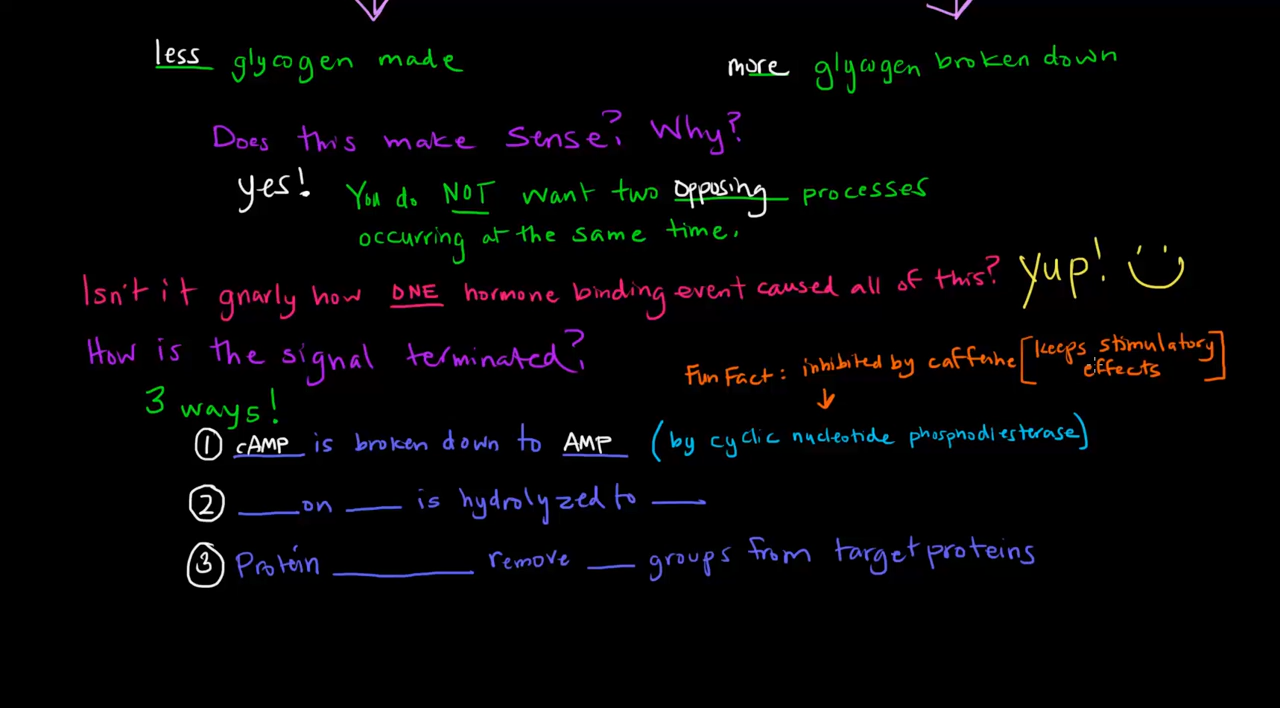 less glycogen made
more glycogen broken down
Does this make sense? Why?
yes! You do NOT want two opposing processes
occurring at the same time.
Isn't it gnarly how ONE hormone binding event caused all of this? yup!
How is the signal terminated?
Fun Fact: inhibited by caffeine [keeps stimulatory
effects]
3 ways!
① cAMP is broken down to AMP (by cyclic nucleotide phosphodiesterase)
② ____ on ____ is hydrolyzed to ____
③ Protein ________ remove ___ groups from target proteins